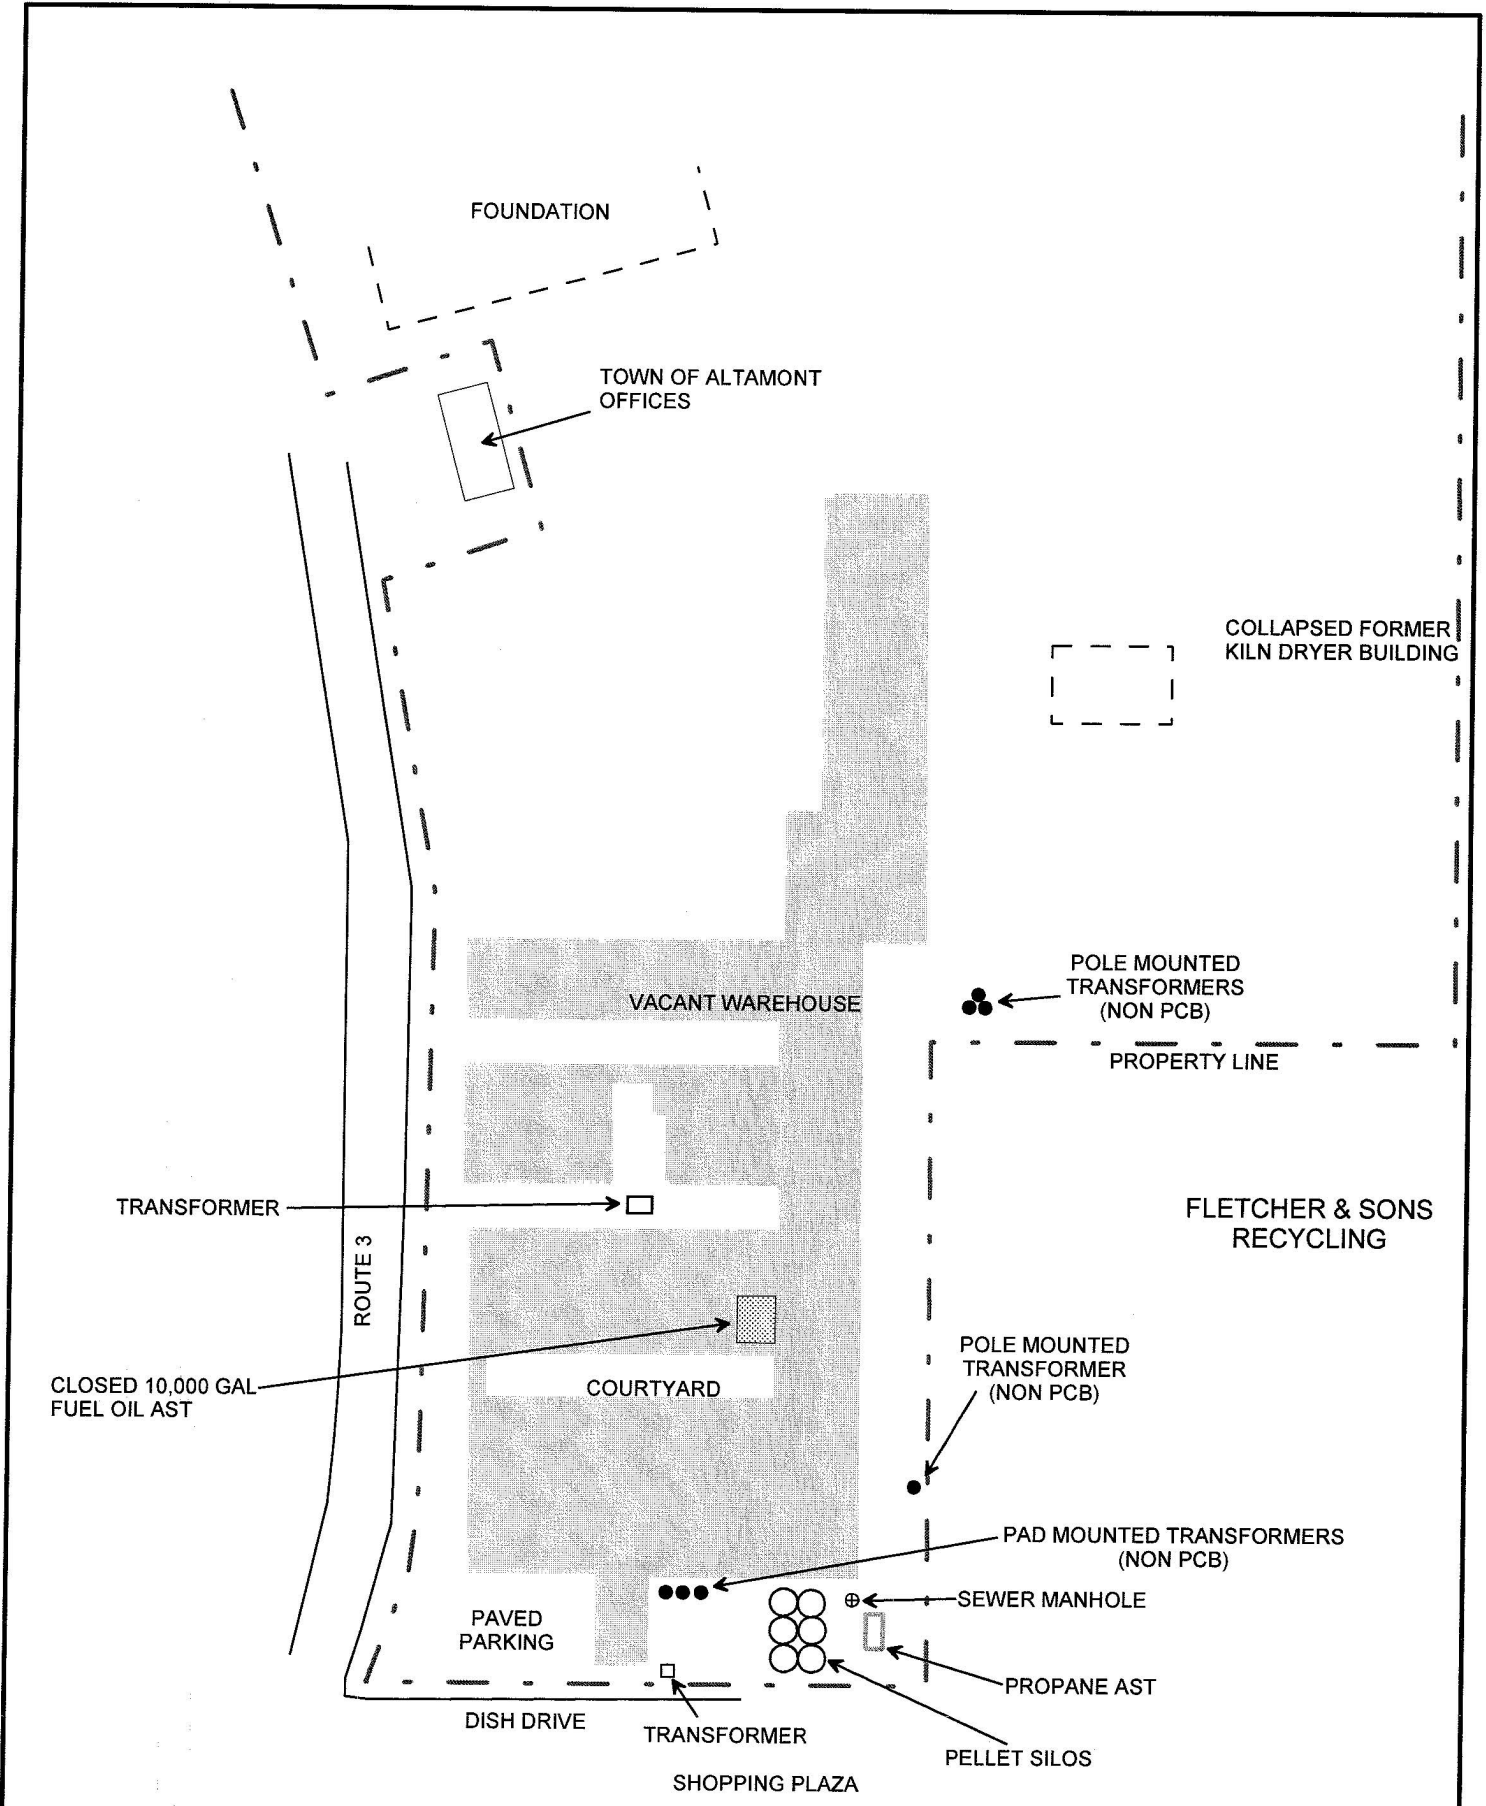 FOUNDATION
TOWN OF ALTAMONT
OFFICES
COLLAPSED FORMER
KILN DRYER BUILDING
POLE MOUNTED
TRANSFORMERS
(NON PCB)
VACANT WAREHOUSE
PROPERTY LINE
TRANSFORMER
FLETCHER & SONS
RECYCLING
ROUTE 3
POLE MOUNTED
TRANSFORMER
(NON PCB)
CLOSED 10,000 GAL
FUEL OIL AST
COURTYARD
PAD MOUNTED TRANSFORMERS
(NON PCB)
SEWER MANHOLE
PAVED
PARKING
PROPANE AST
DISH DRIVE
TRANSFORMER
PELLET SILOS
SHOPPING PLAZA